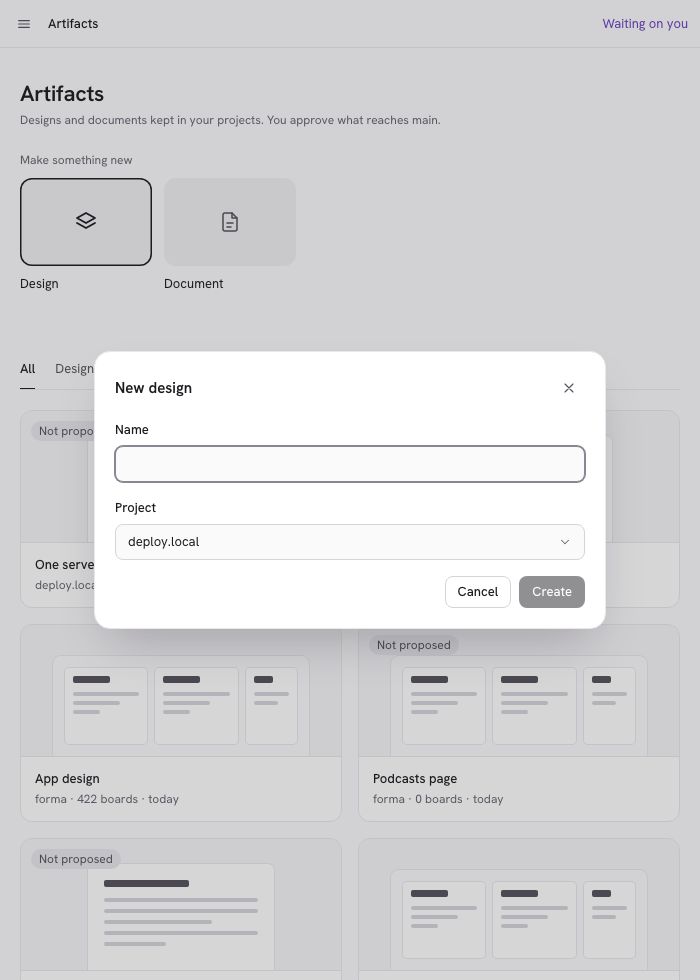 Artifacts
Waiting on you
Artifacts
Designs and documents kept in your projects. You approve what reaches main.
Make something new
Design
Document
All
Design
New design
Name
Project
deploy.local
Cancel
Create
Not propo
One serve
deploy.loca
Not proposed
App design
forma · 422 boards · today
Podcasts page
forma · 0 boards · today
Not proposed